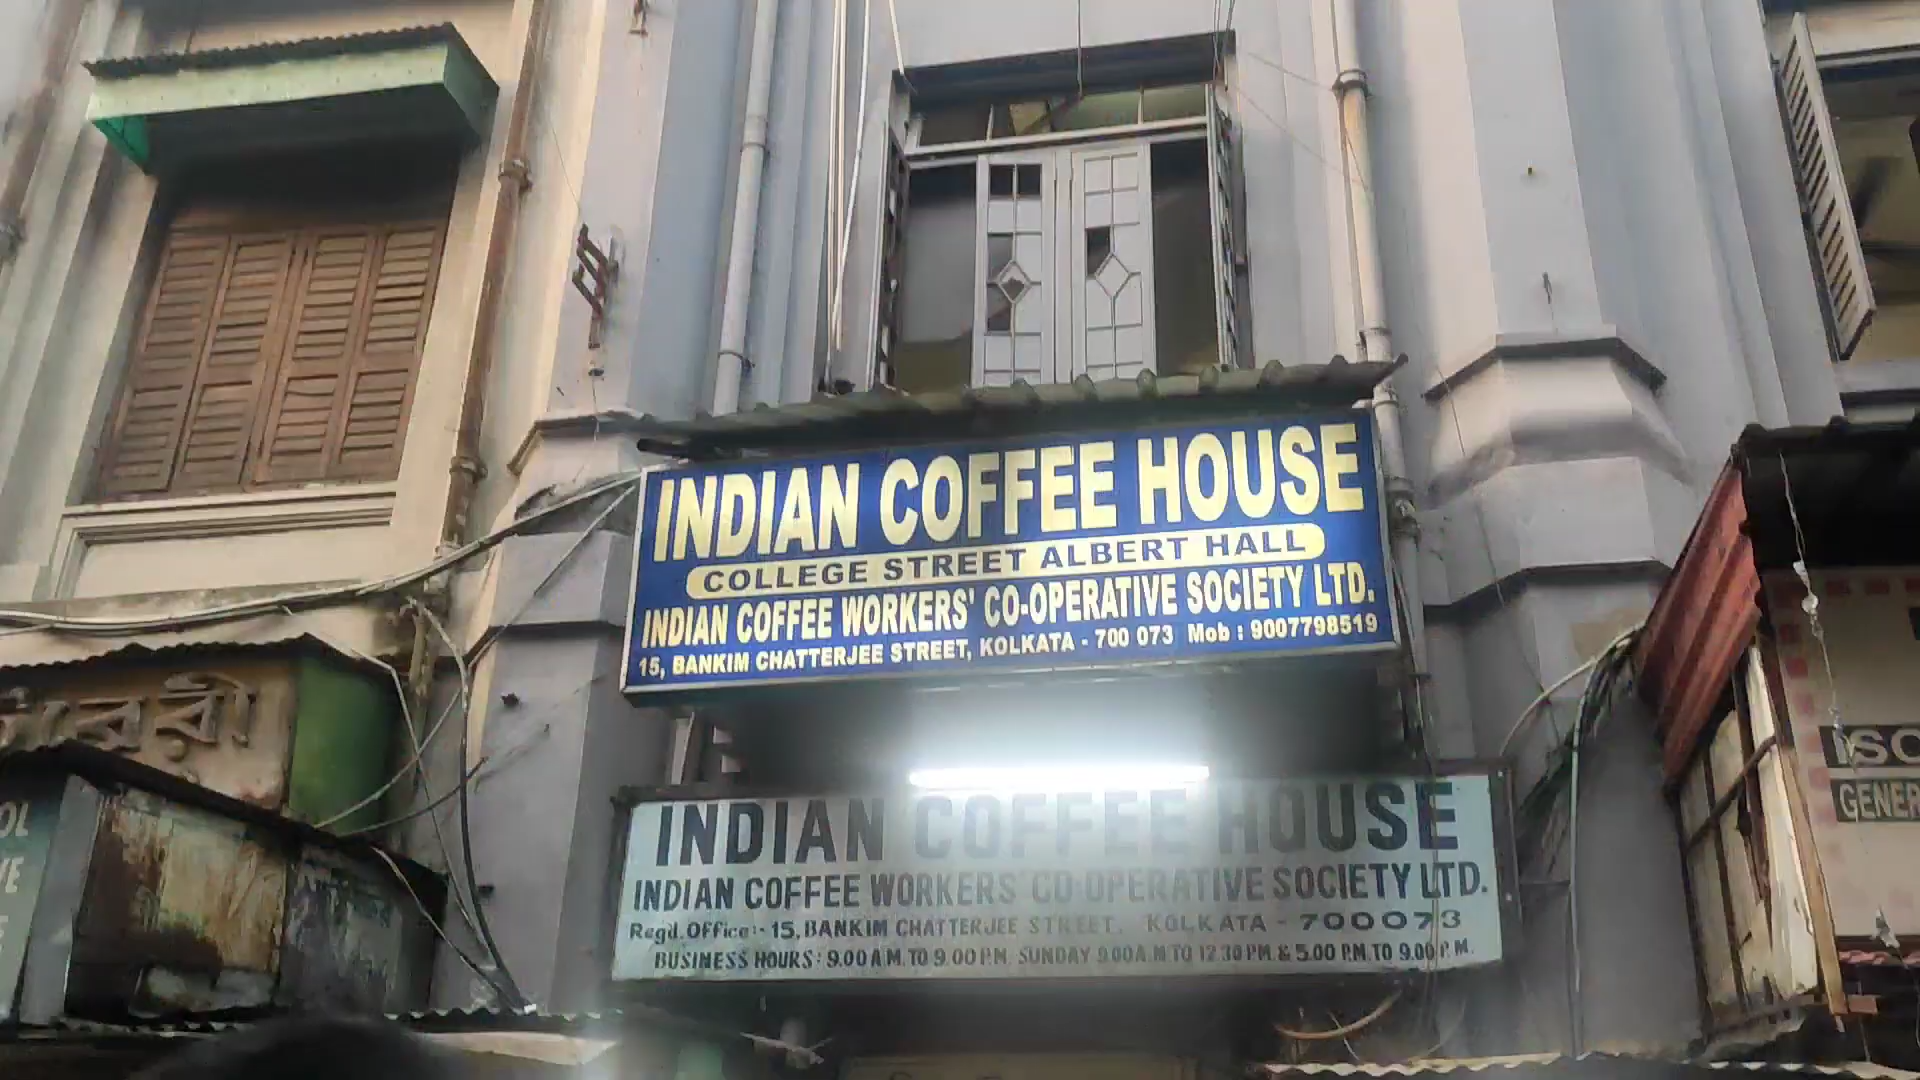 INDIAN COFFEE HOUSE
COLLEGE STREET ALBERT HALL
INDIAN COFFEE WORKERS' CO-OPERATIVE SOCIETY LTD.
15, BANKIM CHATTERJEE STREET, KOLKATA - 700 073 Mob : 9007798519
INDIAN COFFEE HOUSE
INDIAN COFFEE WORKERS' CO-OPERATIVE SOCIETY LTD.
Regd. Office:- 15, BANKIM CHATTERJEE STREET, KOLKATA - 700073
BUSINESS HOURS: 9.00 A.M. TO 9.00 P.M. SUNDAY 9.00 A.M TO 12.30 P.M. & 5.00 P.M. TO 9.00 P.M.